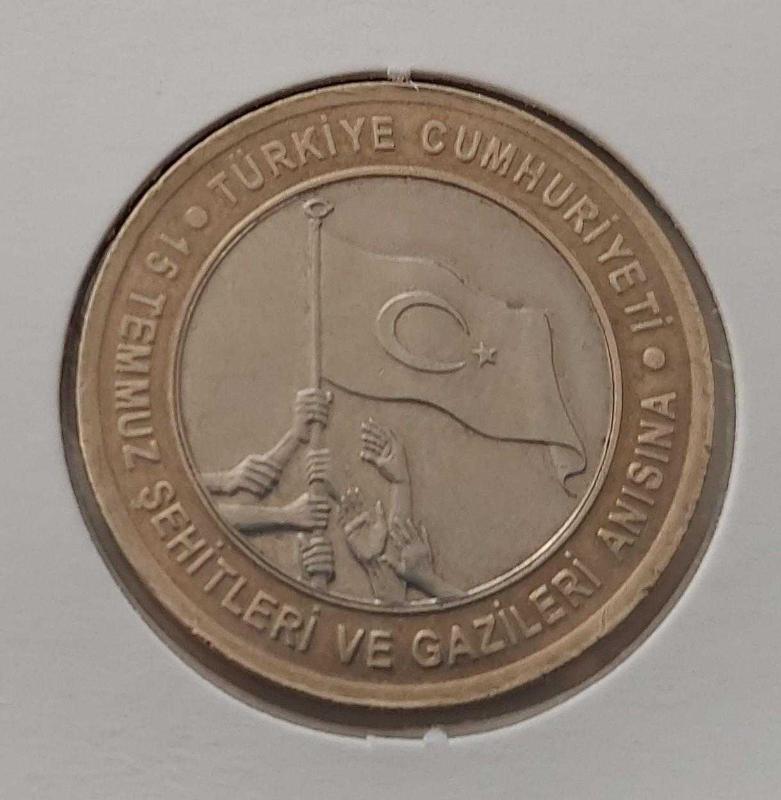 TÜRKİYE CUMHURİYETİ
15 TEMMUZ ŞEHİTLERİ VE GAZİLERİ ANISINA